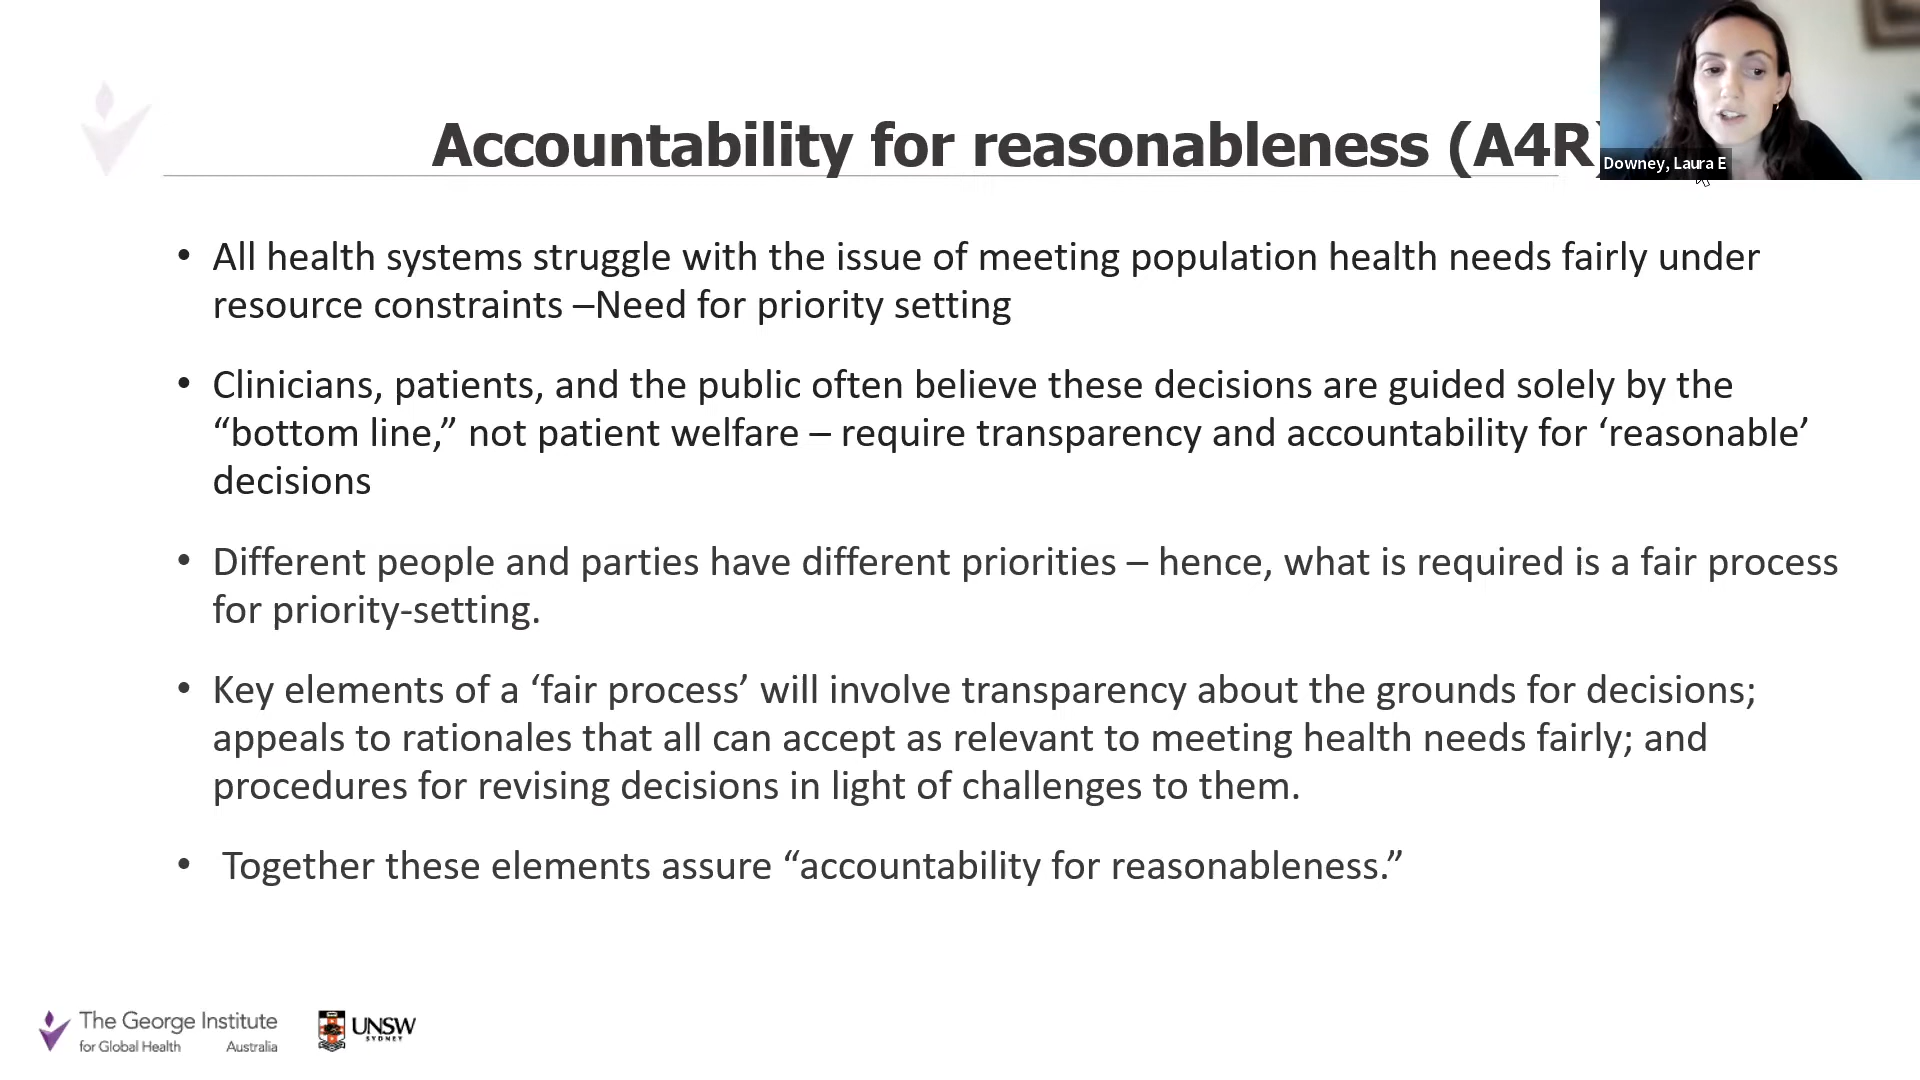 Accountability for reasonableness (A4R)
Downey, Laura E
• All health systems struggle with the issue of meeting population health needs fairly under
resource constraints –Need for priority setting
• Clinicians, patients, and the public often believe these decisions are guided solely by the
“bottom line,” not patient welfare – require transparency and accountability for ‘reasonable’
decisions
• Different people and parties have different priorities – hence, what is required is a fair process
for priority-setting.
• Key elements of a ‘fair process’ will involve transparency about the grounds for decisions;
appeals to rationales that all can accept as relevant to meeting health needs fairly; and
procedures for revising decisions in light of challenges to them.
• Together these elements assure “accountability for reasonableness.”
The George Institute
for Global Health Australia
UNSW
SYDNEY